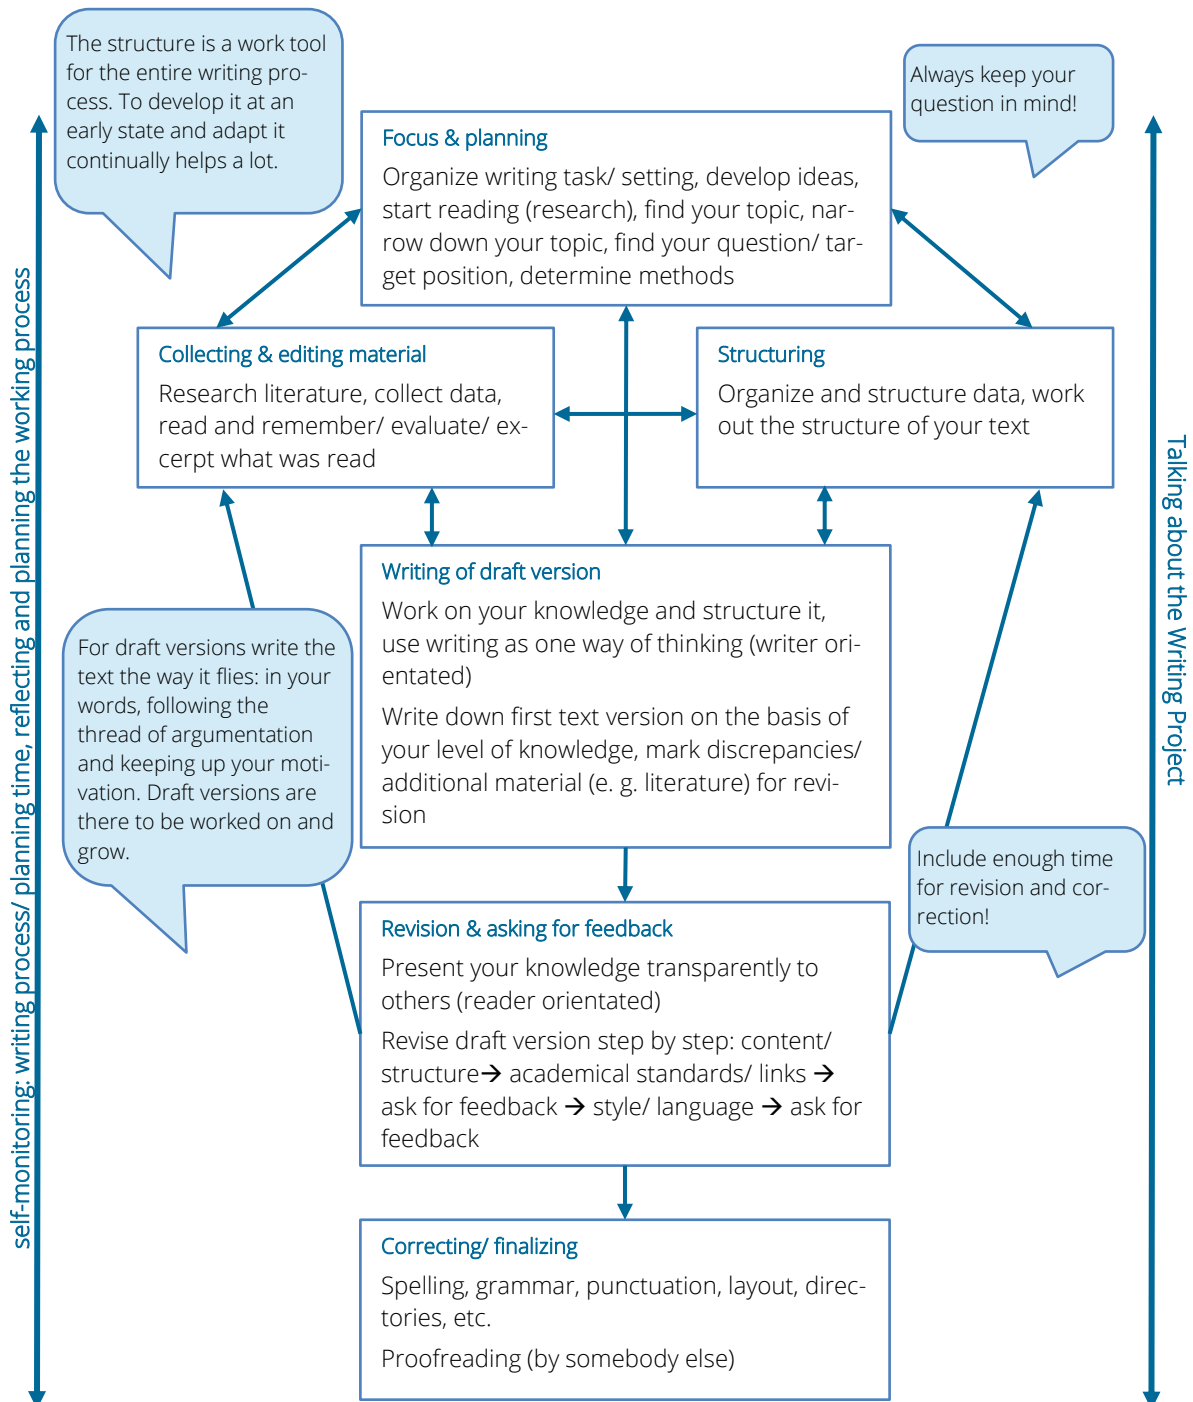 The structure is a work tool
for the entire writing pro-
cess. To develop it at an
early state and adapt it
continually helps a lot.
Always keep your
question in mind!
Focus & planning
Organize writing task/ setting, develop ideas,
start reading (research), find your topic, nar-
row down your topic, find your question/ tar-
get position, determine methods
Collecting & editing material
Research literature, collect data,
read and remember/ evaluate/ ex-
cerpt what was read
Structuring
Organize and structure data, work
out the structure of your text
self-monitoring: writing process/ planning time, reflecting and planning the working process
Talking about the Writing Project
Writing of draft version
Work on your knowledge and structure it,
use writing as one way of thinking (writer ori-
entated)
Write down first text version on the basis of
your level of knowledge, mark discrepancies/
additional material (e. g. literature) for revi-
sion
For draft versions write the
text the way it flies: in your
words, following the
thread of argumentation
and keeping up your moti-
vation. Draft versions are
there to be worked on and
grow.
Include enough time
for revision and cor-
rection!
Revision & asking for feedback
Present your knowledge transparently to
others (reader orientated)
Revise draft version step by step: content/
structure→ academical standards/ links →
ask for feedback → style/ language → ask for
feedback
Correcting/ finalizing
Spelling, grammar, punctuation, layout, direc-
tories, etc.
Proofreading (by somebody else)